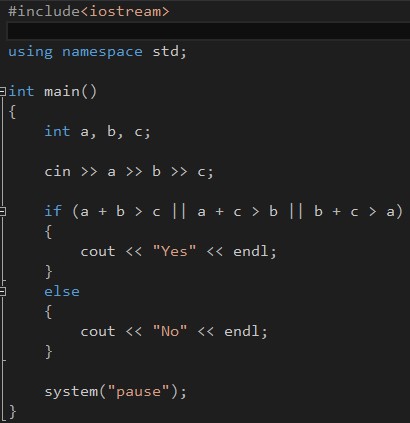 #include<iostream>
using namespace std;
int main()
{
int a, b, c;
cin >> a >> b >> c;
if (a + b > c || a + c > b || b + c > a)
{
cout << "Yes" << endl;
}
else
{
cout << "No" << endl;
}
system("pause");
}